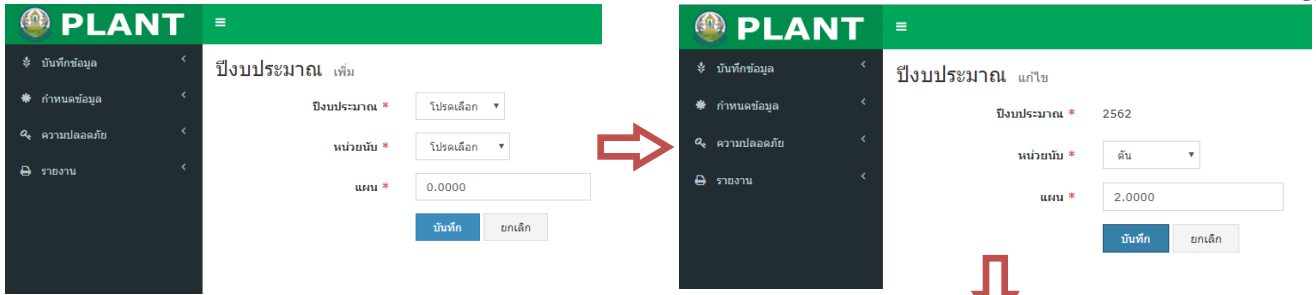 PLANT
บันทึกข้อมูล
กำหนดข้อมูล
ความปลอดภัย
รายงาน
ปีงบประมาณ เพิ่ม
ปีงบประมาณ * โปรดเลือก
หน่วยนับ * โปรดเลือก
แผน * 0.0000
บันทึก ยกเลิก
PLANT
บันทึกข้อมูล
กำหนดข้อมูล
ความปลอดภัย
รายงาน
ปีงบประมาณ แก้ไข
ปีงบประมาณ * 2562
หน่วยนับ * ตัน
แผน * 2.0000
บันทึก ยกเลิก